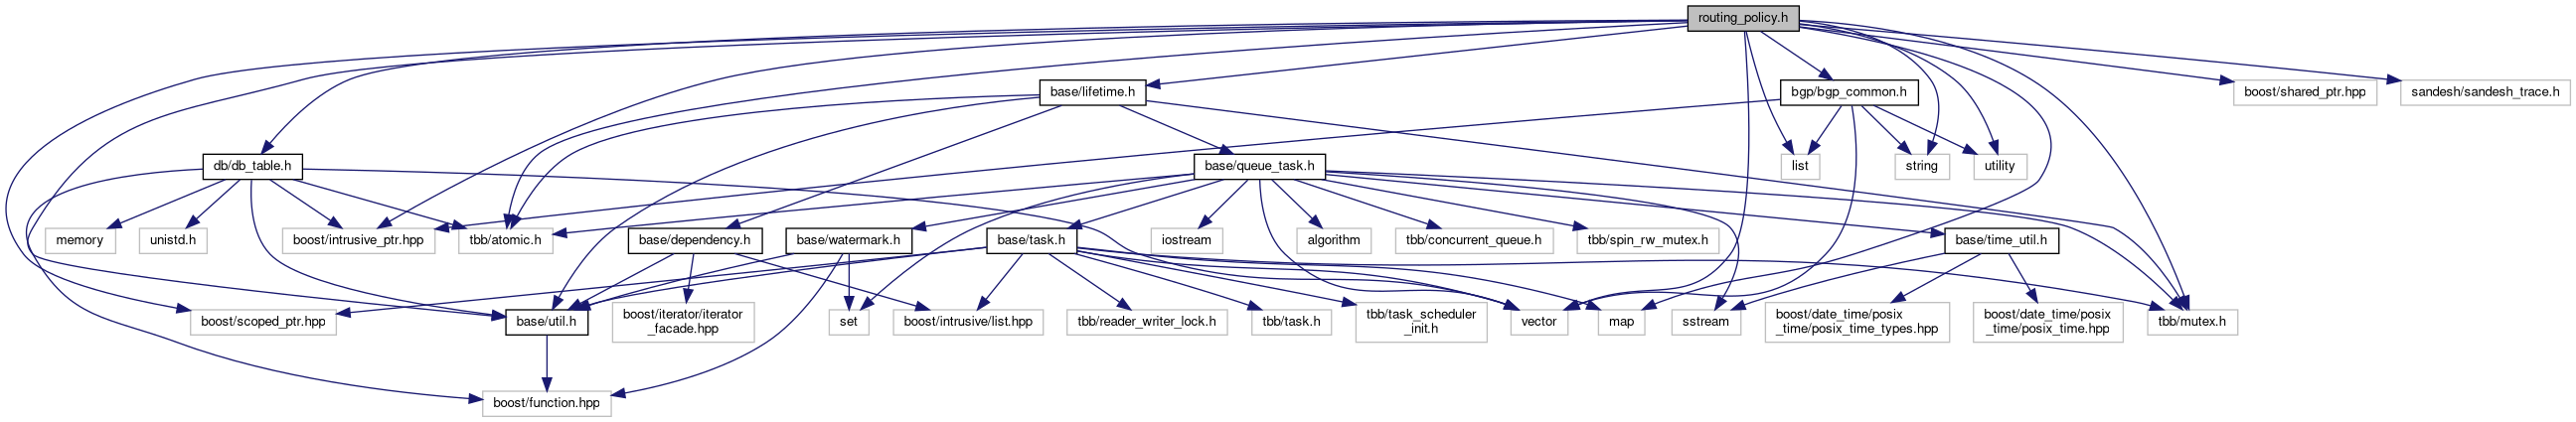 routing_policy.h
base/lifetime.h
bgp/bgp_common.h
boost/shared_ptr.hpp
sandesh/sandesh_trace.h
db/db_table.h
base/queue_task.h
list
string
utility
memory
unistd.h
boost/intrusive_ptr.hpp
tbb/atomic.h
base/dependency.h
base/watermark.h
base/task.h
iostream
algorithm
tbb/concurrent_queue.h
tbb/spin_rw_mutex.h
base/time_util.h
boost/scoped_ptr.hpp
base/util.h
boost/iterator/iterator
_facade.hpp
set
boost/intrusive/list.hpp
tbb/reader_writer_lock.h
tbb/task.h
tbb/task_scheduler
_init.h
vector
map
sstream
boost/date_time/posix
_time/posix_time_types.hpp
boost/date_time/posix
_time/posix_time.hpp
tbb/mutex.h
boost/function.hpp